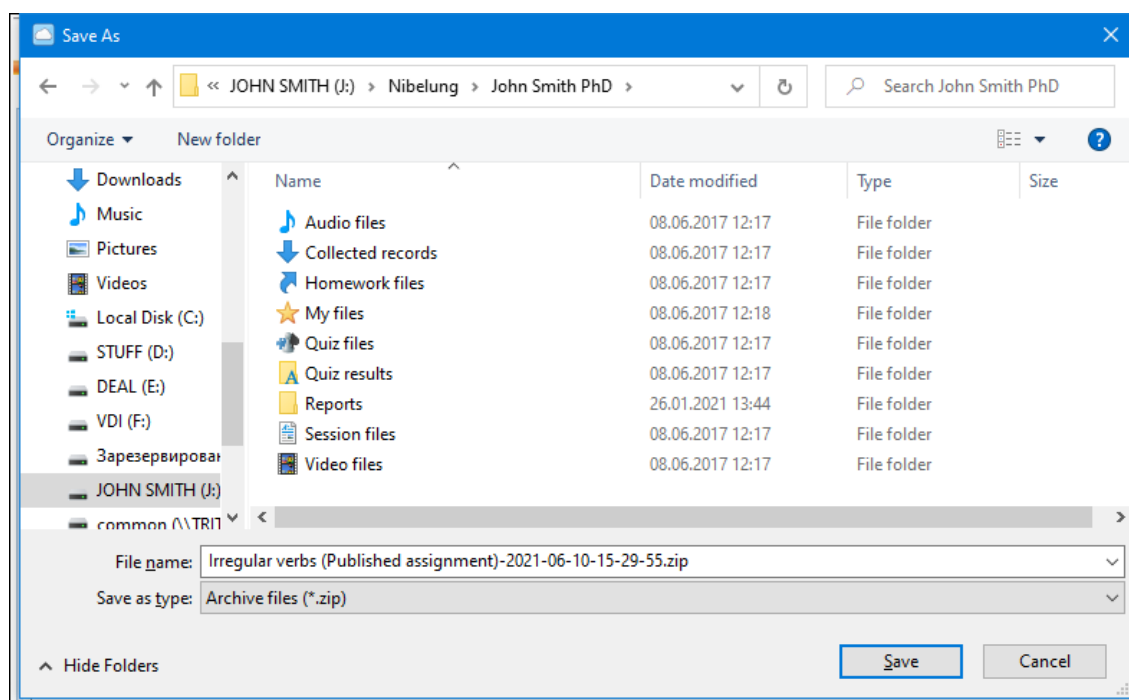 Save As
« JOHN SMITH (J:) › Nibelung › John Smith PhD ›
Search John Smith PhD
Organize
New folder
Downloads
Music
Pictures
Videos
Local Disk (C:)
STUFF (D:)
DEAL (E:)
VDI (F:)
Зарезервирован
JOHN SMITH (J:)
common (\\TRIT
Name Date modified Type Size
Audio files 08.06.2017 12:17 File folder
Collected records 08.06.2017 12:17 File folder
Homework files 08.06.2017 12:17 File folder
My files 08.06.2017 12:18 File folder
Quiz files 08.06.2017 12:17 File folder
Quiz results 08.06.2017 12:17 File folder
Reports 26.01.2021 13:44 File folder
Session files 08.06.2017 12:17 File folder
Video files 08.06.2017 12:17 File folder
File name: Irregular verbs (Published assignment)-2021-06-10-15-29-55.zip
Save as type: Archive files (*.zip)
Hide Folders
Save
Cancel